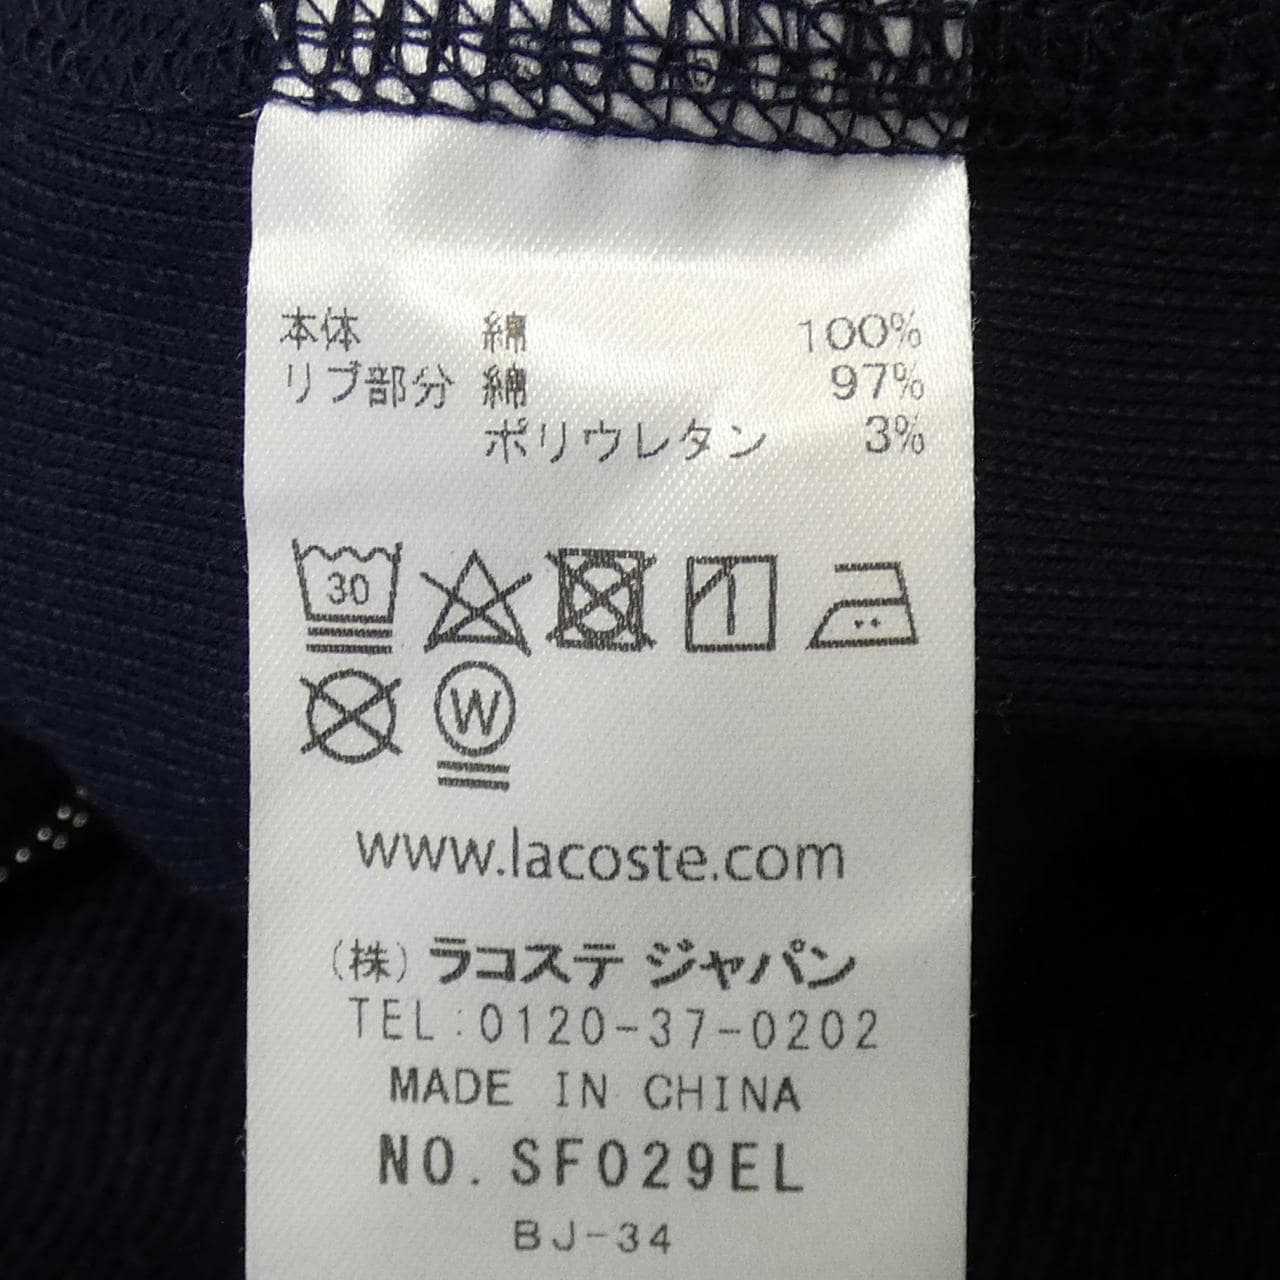 本体 綿 100%
リブ部分 綿 97%
ポリウレタン 3%
30
W
www.lacoste.com
(株) ラコステ ジャパン
TEL:0120-37-0202
MADE IN CHINA
NO. SF029EL
BJ-34